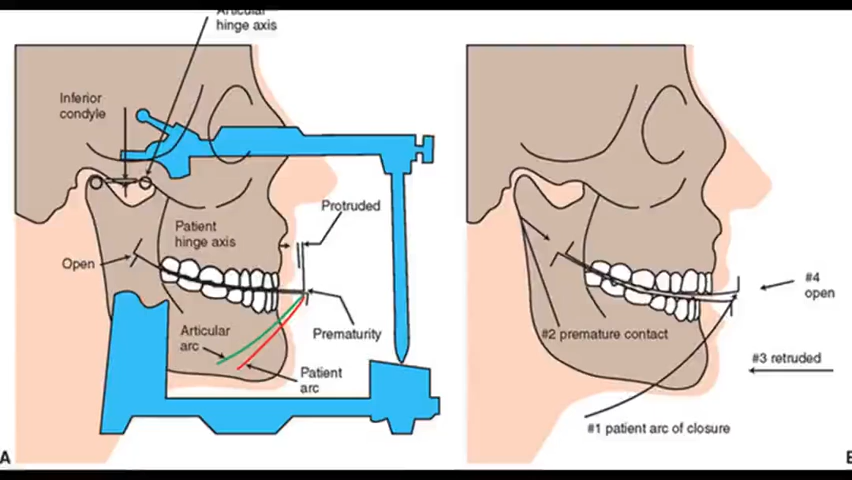 Articular
hinge axis
Inferior
condyle
Protruded
Patient
hinge axis
Open
Prematurity
Articular
arc
Patient
arc
A
#4
open
#2 premature contact
#3 retruded
#1 patient arc of closure